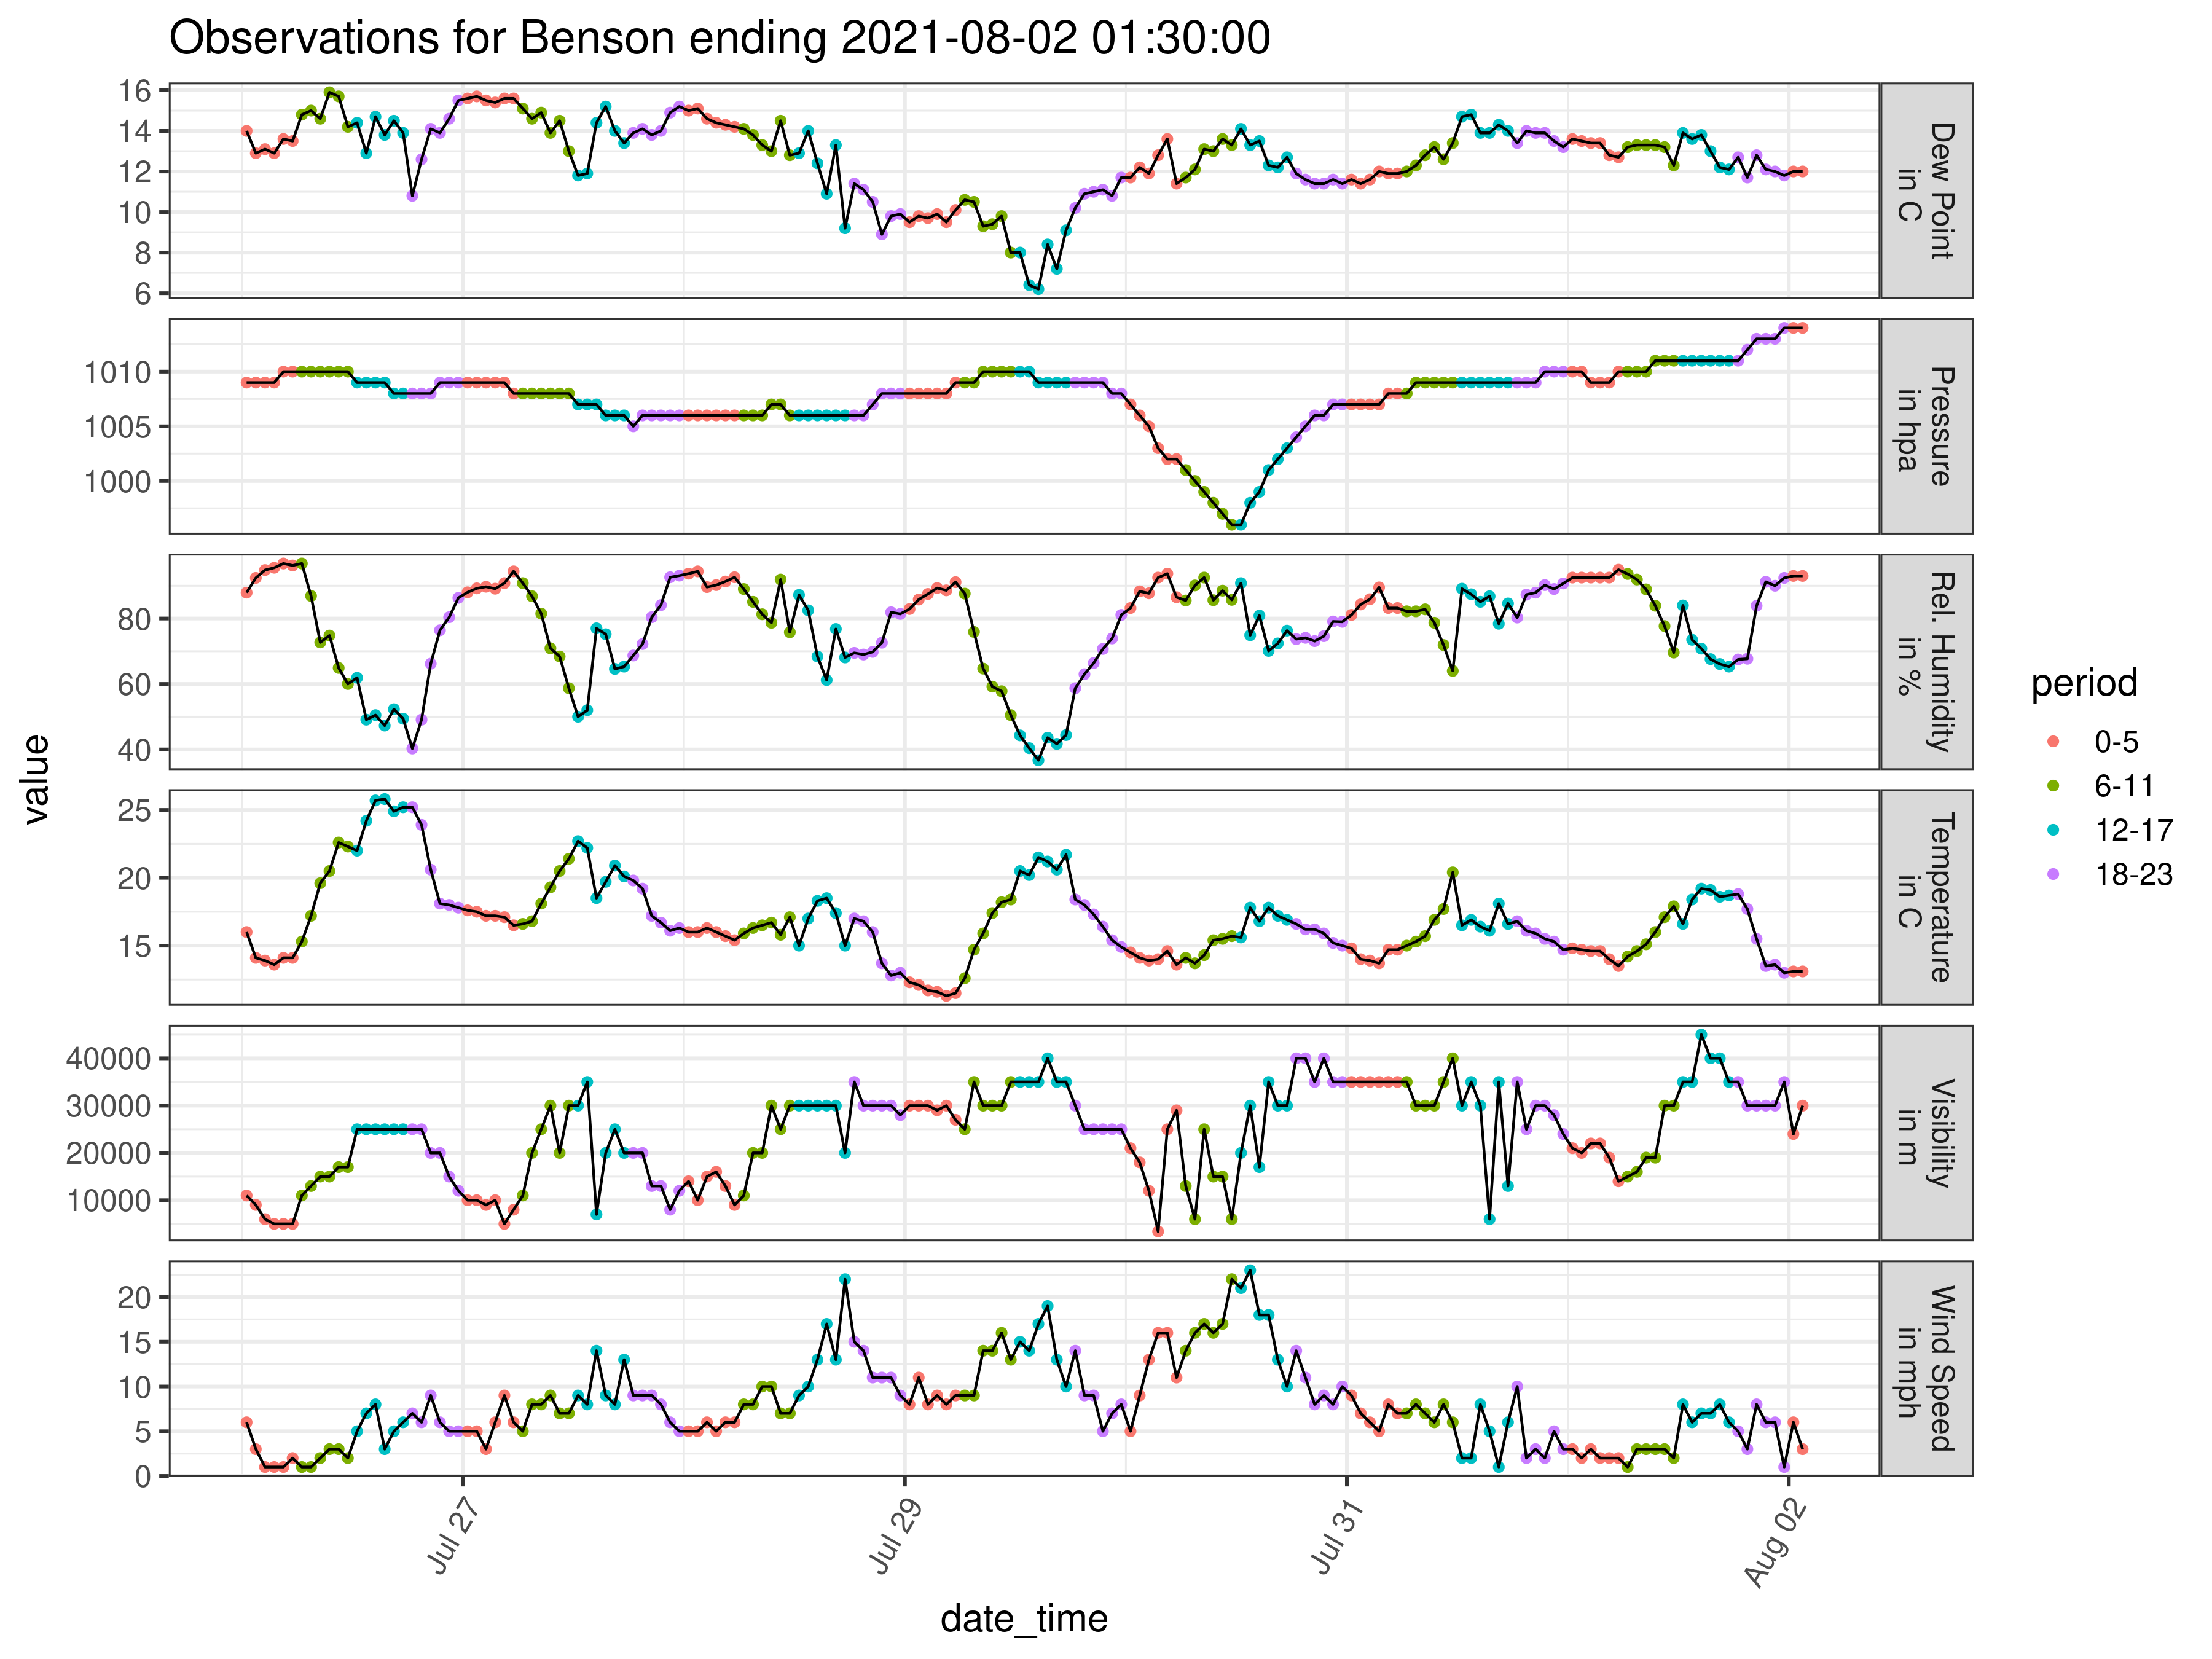 Observations for Benson ending 2021-08-02 01:30:00
value
16
14
12
10
8
6
Dew Point
in C
1010
1005
1000
Pressure
in hpa
80
60
40
Rel. Humidity
in %
25
20
15
Temperature
in C
40000
30000
20000
10000
Visibility
in m
20
15
10
5
0
Wind Speed
in mph
Jul 27
Jul 29
Jul 31
Aug 02
date_time
period
0-5
6-11
12-17
18-23